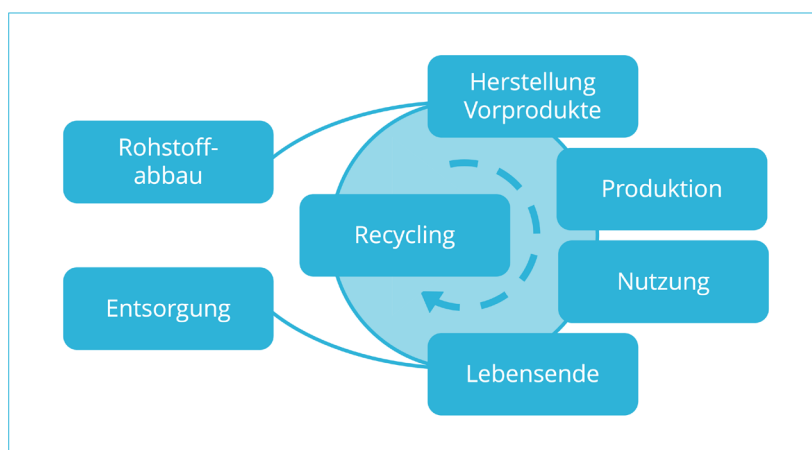 Herstellung
Vorprodukte
Rohstoff-
abbau
Produktion
Recycling
Nutzung
Entsorgung
Lebensende